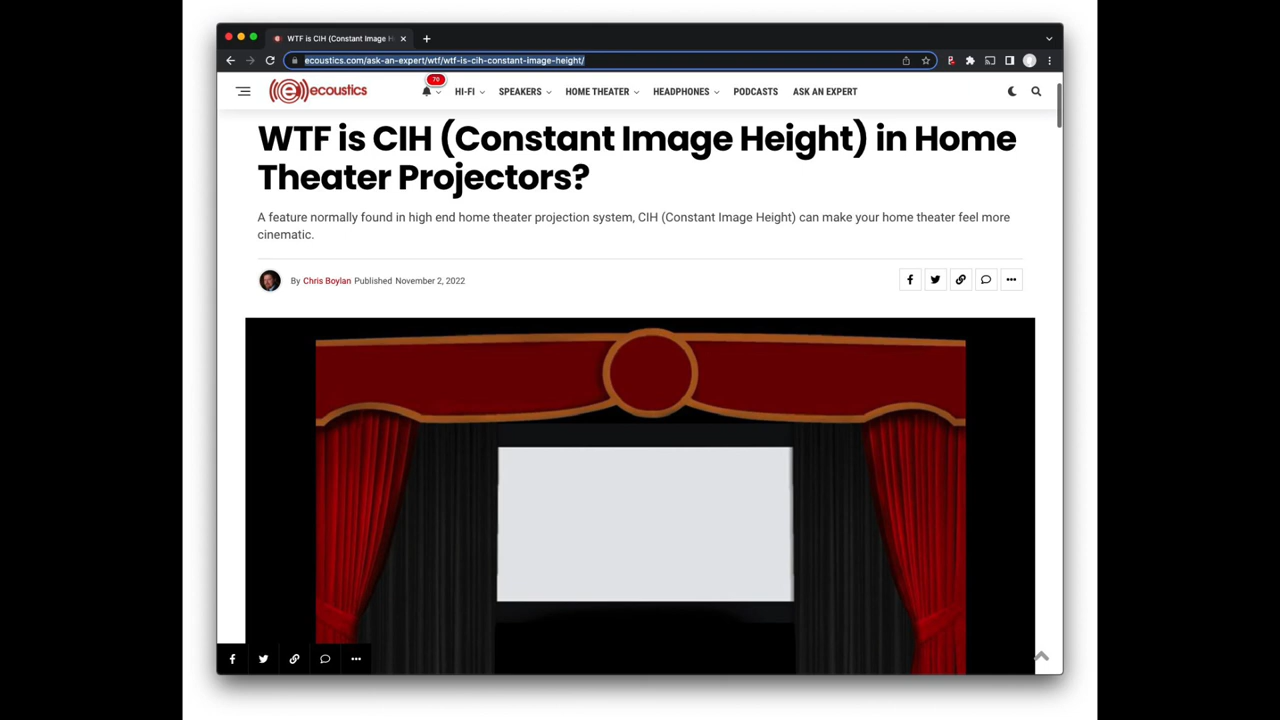 WTF is CIH (Constant Image H
ecoustics.com/ask-an-expert/wtf/wtf-is-cih-constant-image-height/
ecoustics
70
HI-FI SPEAKERS HOME THEATER HEADPHONES PODCASTS ASK AN EXPERT
WTF is CIH (Constant Image Height) in Home
Theater Projectors?
A feature normally found in high end home theater projection system, CIH (Constant Image Height) can make your home theater feel more
cinematic.
By Chris Boylan Published November 2, 2022